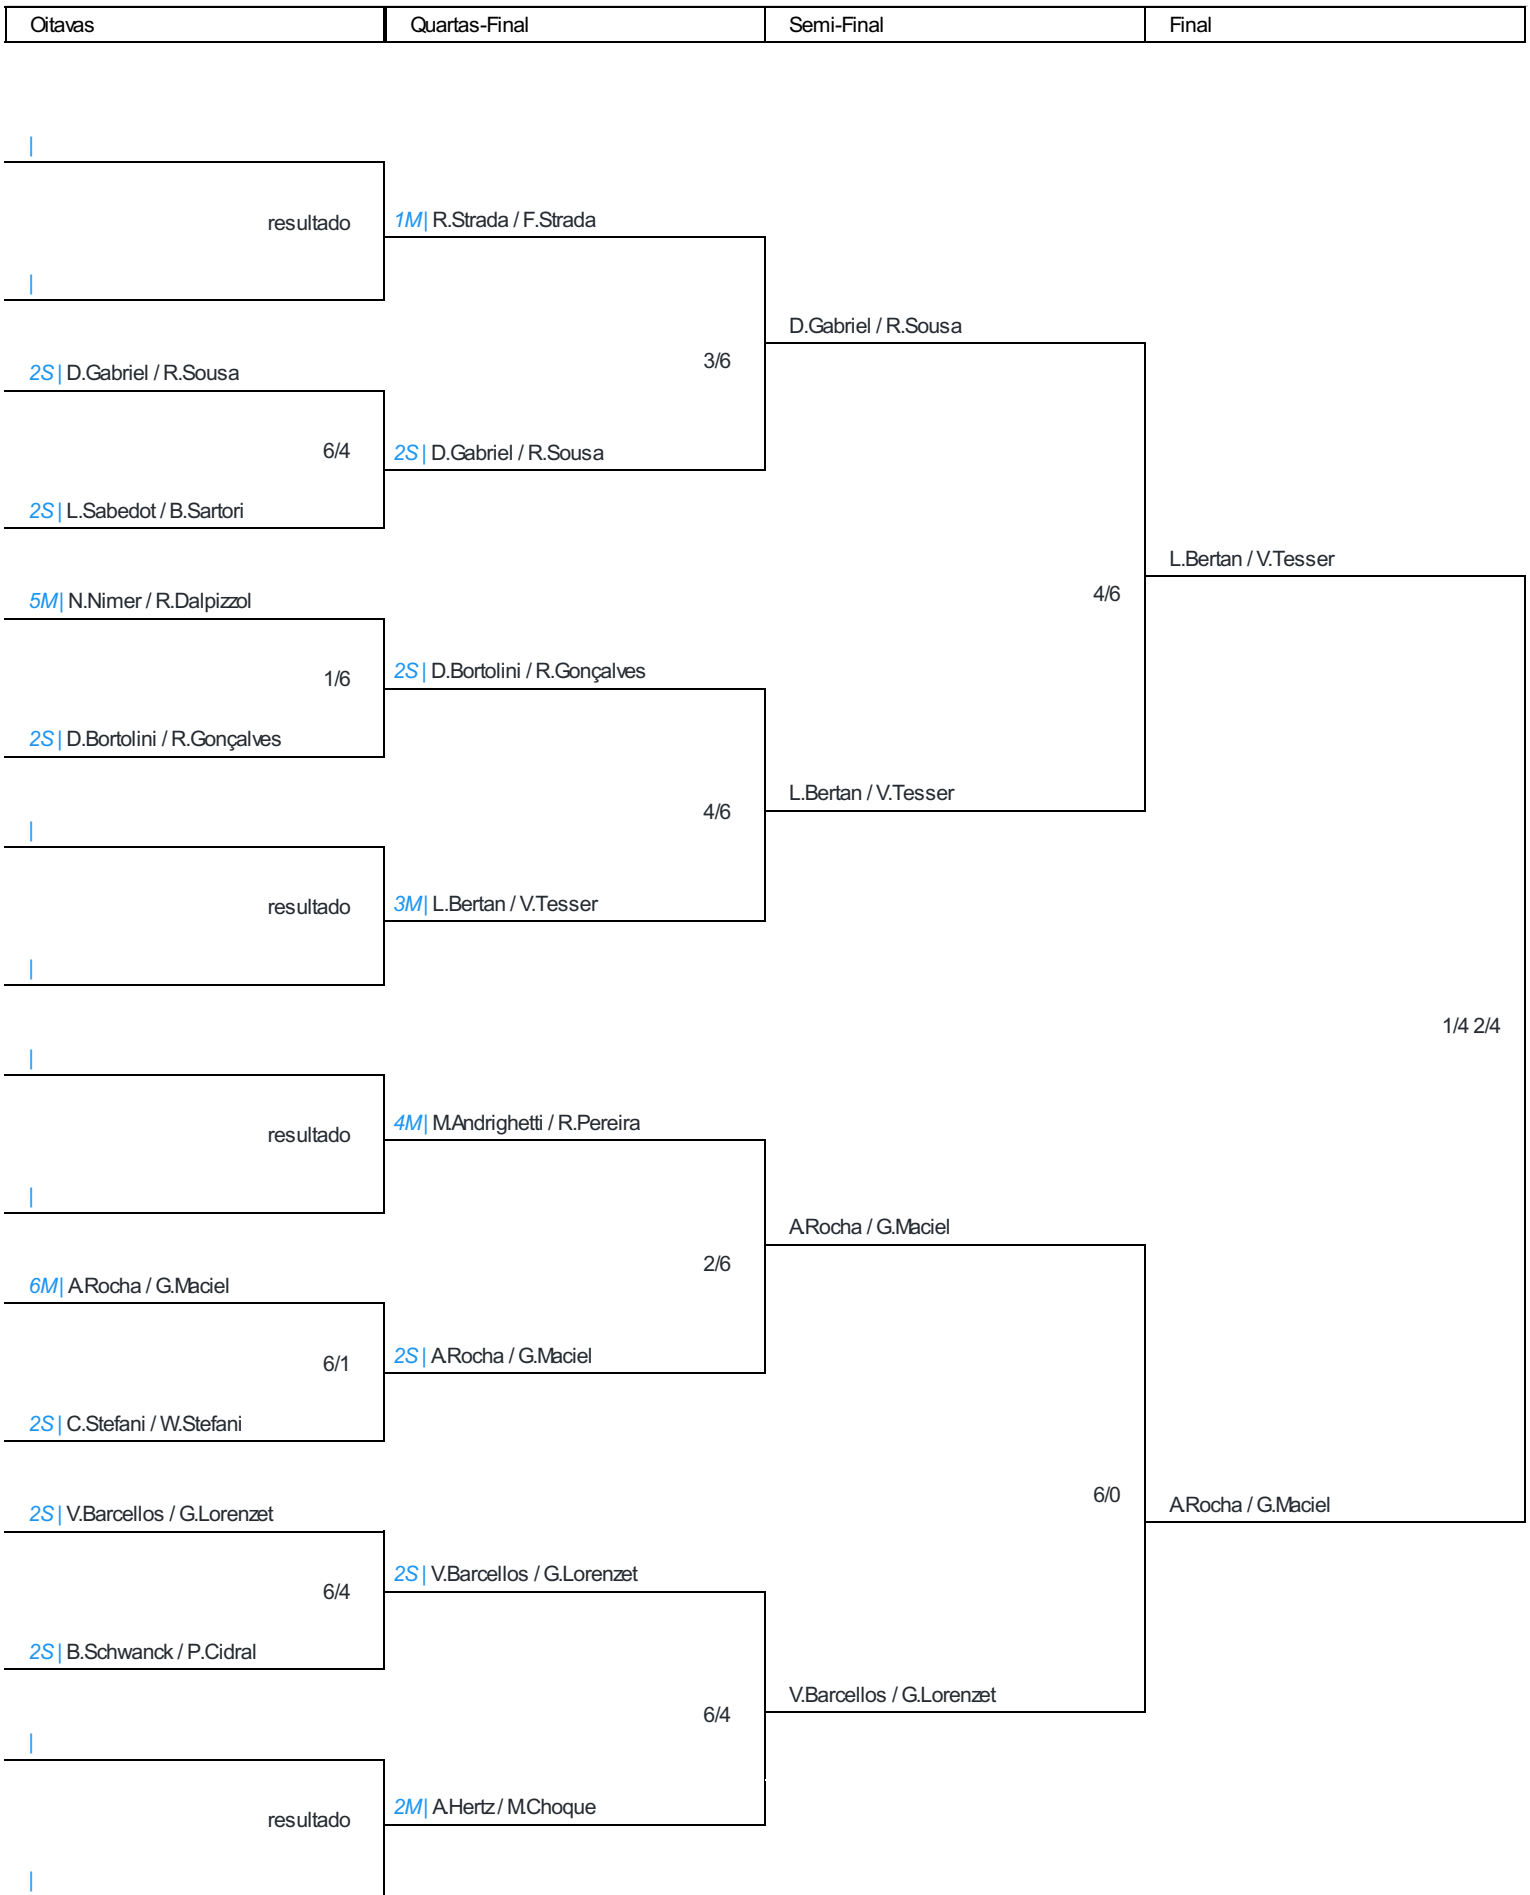 Oitavas Quartas-Final Semi-Final Final
|
resultado
|
2S| D.Gabriel / R.Sousa
6/4
2S| L.Sabedot / B.Sartori
5M| N.Nimer / R.Dalpizzol
1/6
2S| D.Bortolini / R.Gonçalves
|
resultado
|
|
resultado
|
6M| A.Rocha / G.Maciel
6/1
2S| C.Stefani / W.Stefani
2S| V.Barcellos / G.Lorenzet
6/4
2S| B.Schwanck / P.Cidral
|
resultado
|
1M| R.Strada / F.Strada
3/6
2S| D.Gabriel / R.Sousa
2S| D.Bortolini / R.Gonçalves
4/6
3M| L.Bertan / V.Tesser
4M| M.Andrighetti / R.Pereira
2/6
2S| A.Rocha / G.Maciel
2S| V.Barcellos / G.Lorenzet
6/4
2M| A.Hertz / M.Choque
D.Gabriel / R.Sousa
4/6
L.Bertan / V.Tesser
A.Rocha / G.Maciel
6/0
V.Barcellos / G.Lorenzet
L.Bertan / V.Tesser
1/4 2/4
A.Rocha / G.Maciel